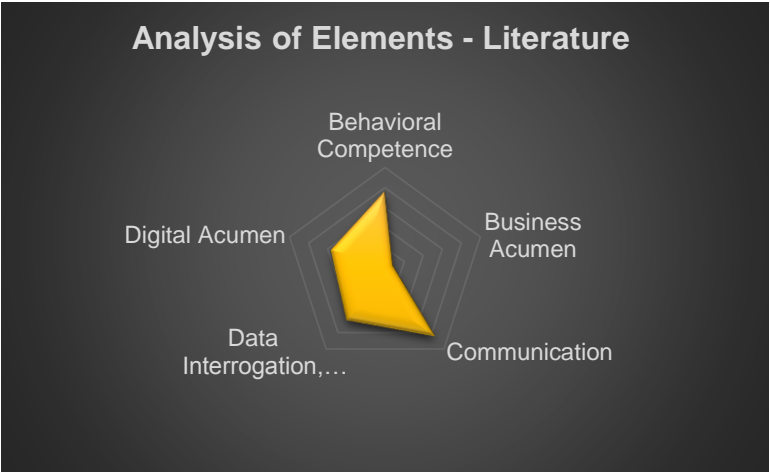 Analysis of Elements - Literature
Behavioral
Competence
Business
Acumen
Communication
Data
Interrogation,…
Digital Acumen